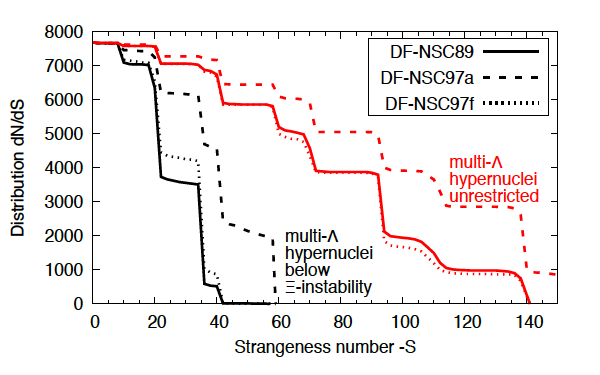 8000
7000
6000
5000
4000
3000
2000
1000
0
Distribution dN/dS
DF-NSC89
DF-NSC97a
DF-NSC97f
multi-Λ
hypernuclei
unrestricted
multi-Λ
hypernuclei
below
Ξ-instability
0 20 40 60 80 100 120 140
Strangeness number -S